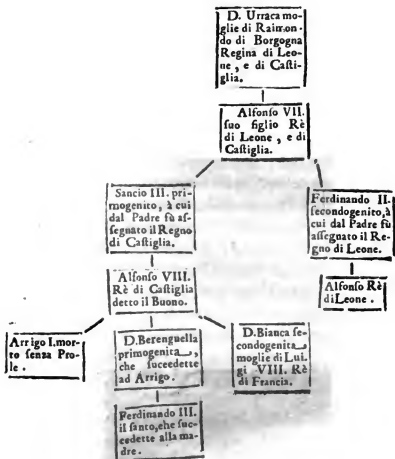 D. Urraca mo-
glie di Raimon-
do di Borgogna
Regina di Leo-
ne, e di Caſti-
glia.
Alfonſo VII.
ſuo figlio Rè
di Leone, e di
Caſtiglia.
Sancio III. pri-
mogenito, à cui
dal Padre fù aſ-
ſegnato il Regno
di Caſtiglia.
Ferdinando II.
ſecondogenito, à
cui dal Padre fù
aſſegnato il Re-
gno di Leone.
Alfonſo VIII.
Rè di Caſtiglia
detto il Buono.
Alfonſo Rè
di Leone.
Arrigo I. mor-
to ſenza Pro-
le.
D. Berenguella
primogenita,
che ſuccedette
ad Arrigo.
D. Bianca ſe-
condogenita
moglie di Lui-
gi VIII. Rè
di Francia.
Ferdinando III.
il ſanto, che ſuc-
cedette alla ma-
dre.